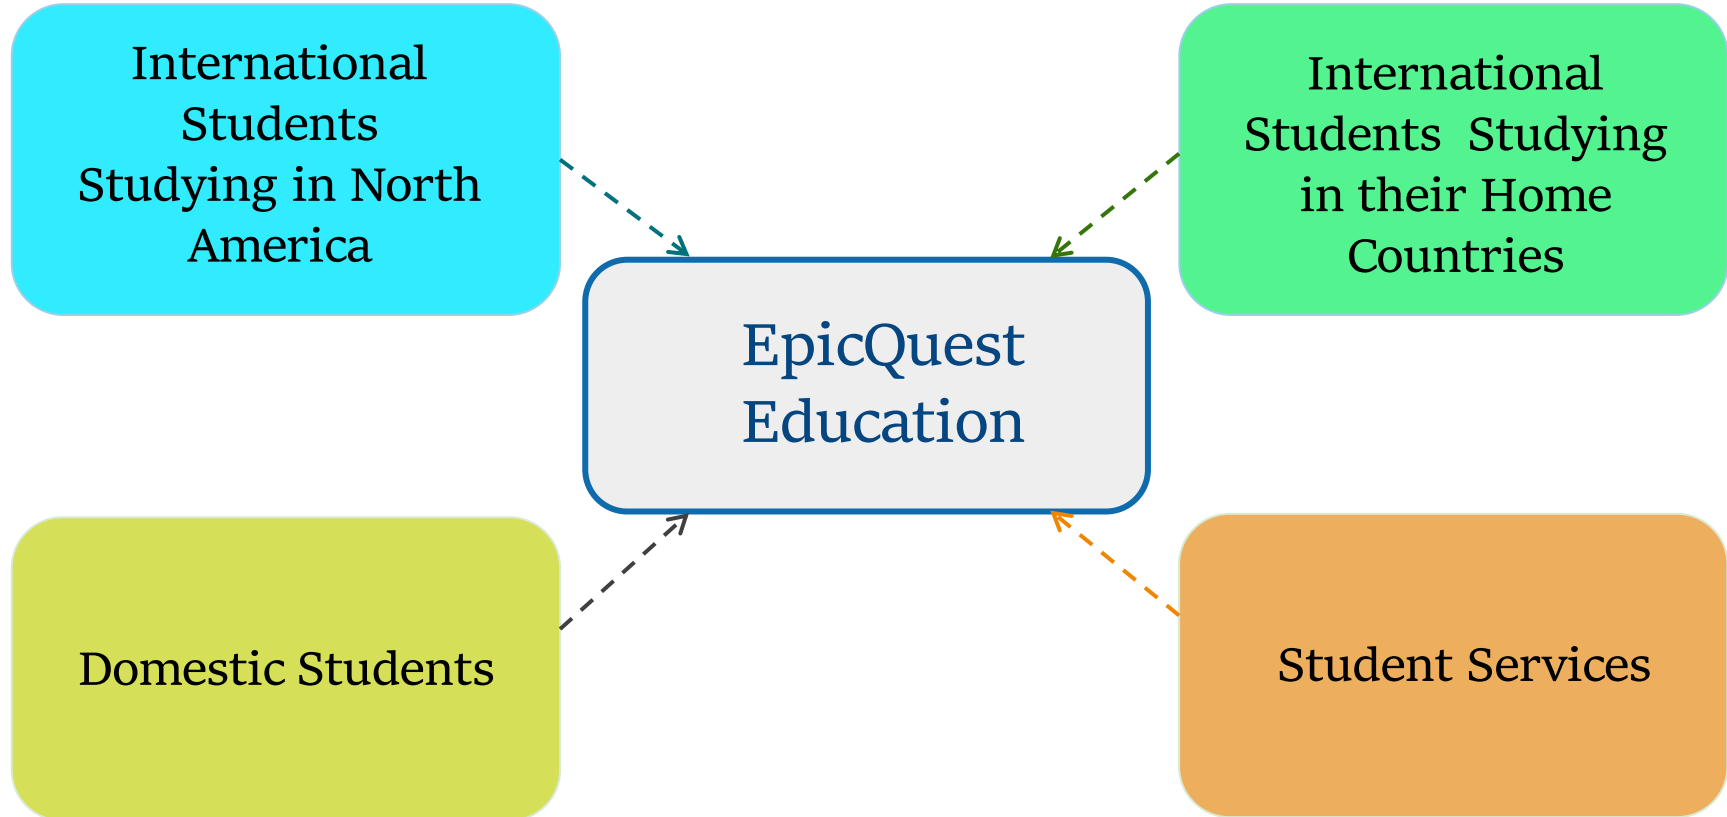 International
Students
Studying in North
America
International
Students  Studying
in their Home
Countries
EpicQuest
Education
Domestic Students
Student Services